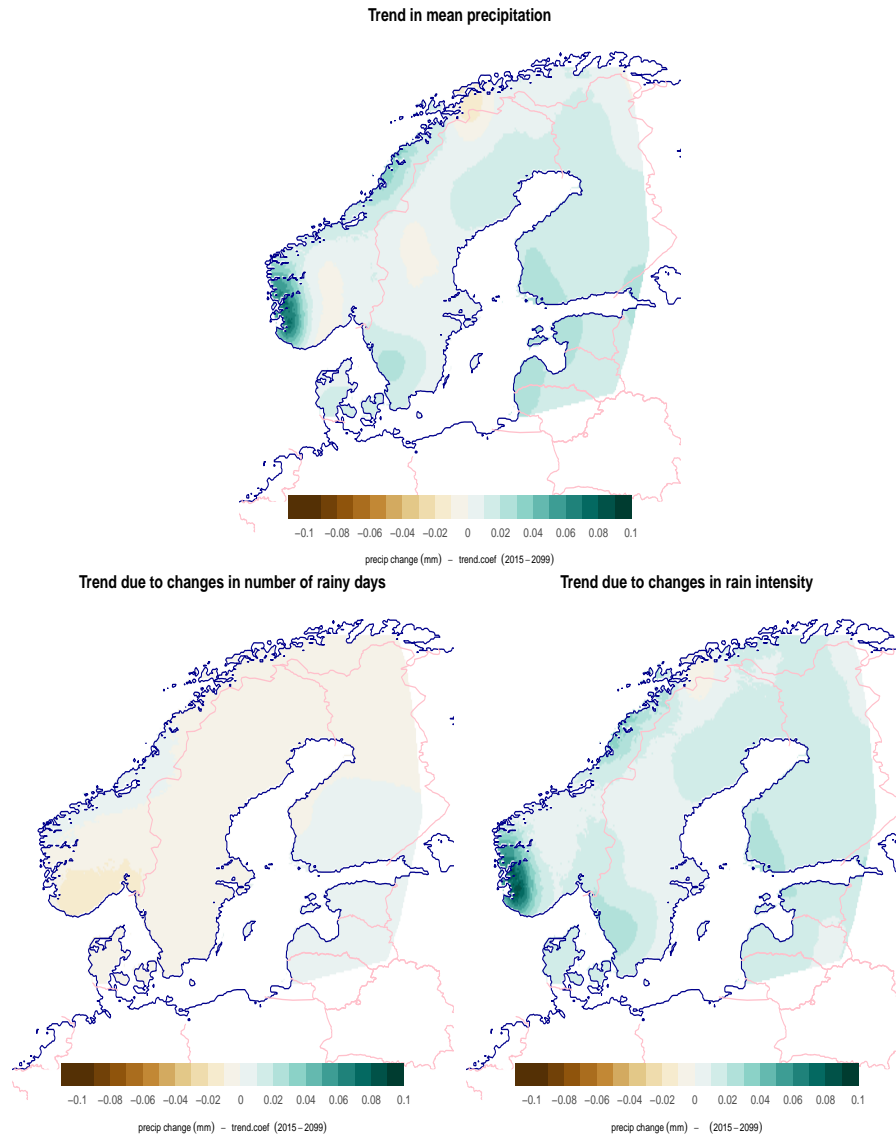 Trend in mean precipitation
−0.1 −0.08 −0.06 −0.04 −0.02 0 0.02 0.04 0.06 0.08 0.1
precip change (mm) − trend.coef (2015−2099)
Trend due to changes in number of rainy days
−0.1 −0.08 −0.06 −0.04 −0.02 0 0.02 0.04 0.06 0.08 0.1
precip change (mm) − trend.coef (2015−2099)
Trend due to changes in rain intensity
−0.1 −0.08 −0.06 −0.04 −0.02 0 0.02 0.04 0.06 0.08 0.1
precip change (mm) − (2015−2099)